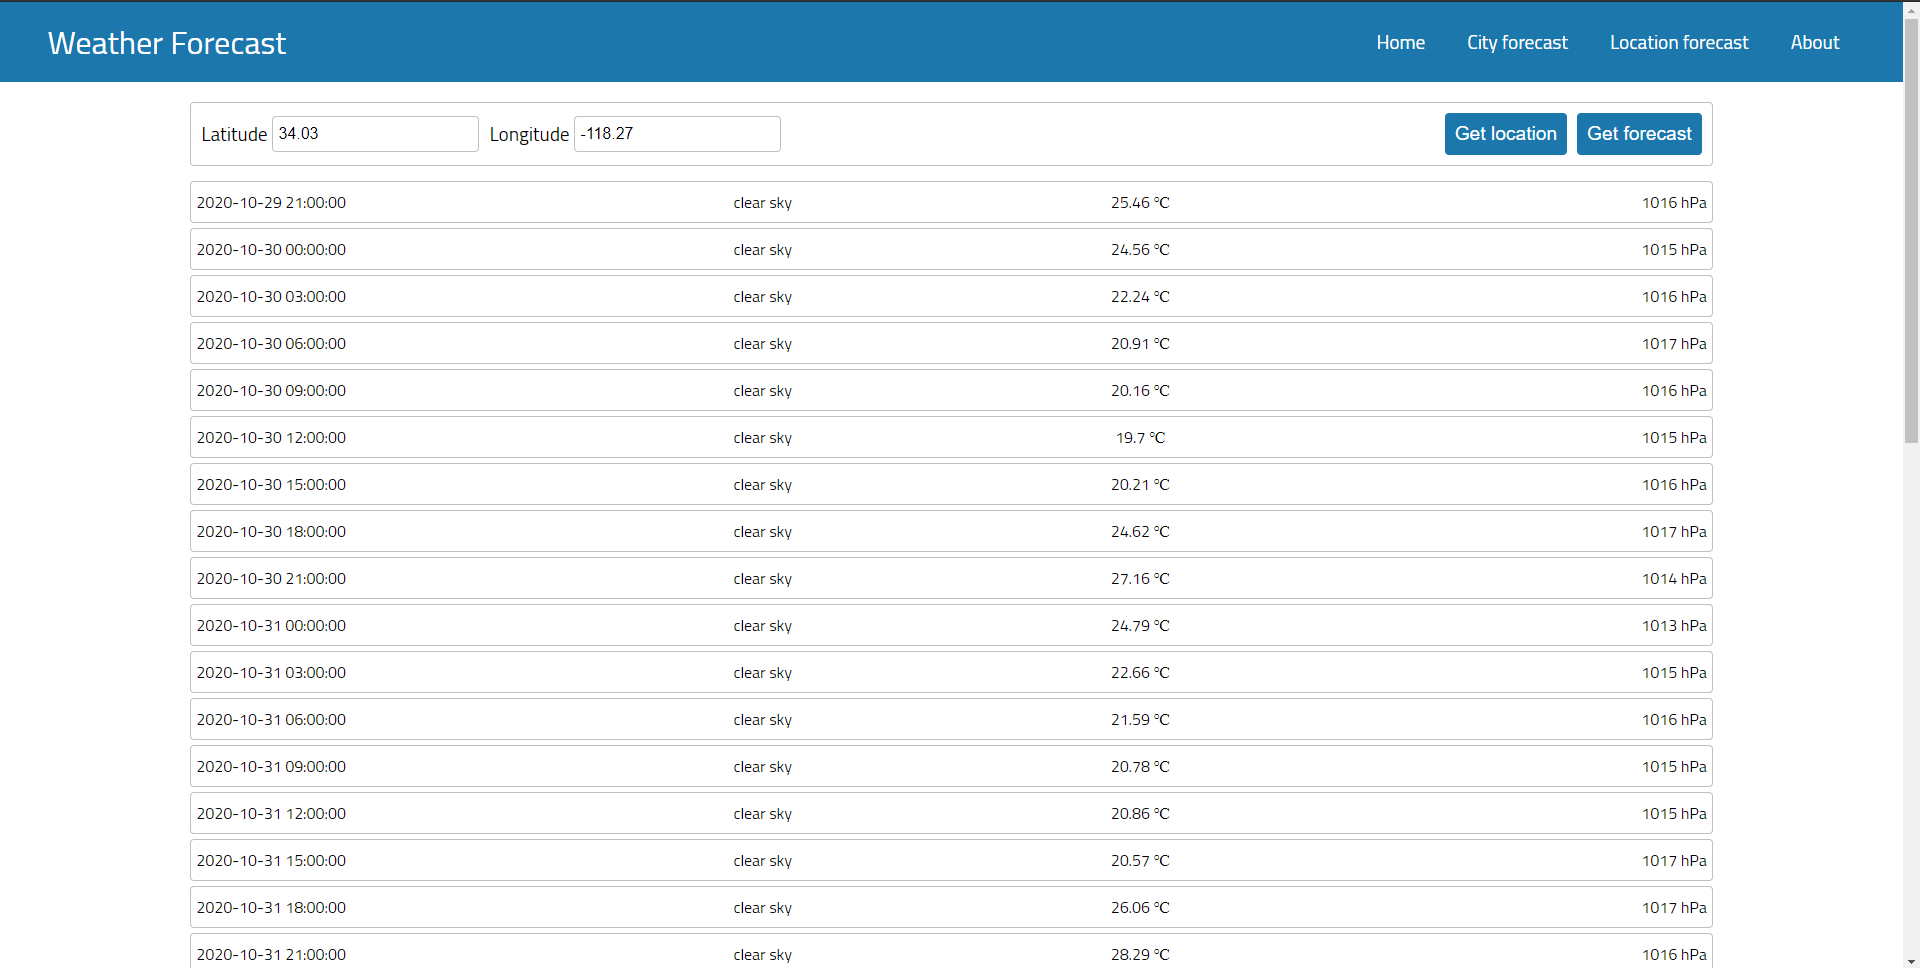 Weather Forecast Home City forecast Location forecast About
Latitude 34.03 Longitude -118.27 Get location Get forecast
2020-10-29 21:00:00 clear sky 25.46 °C 1016 hPa
2020-10-30 00:00:00 clear sky 24.56 °C 1015 hPa
2020-10-30 03:00:00 clear sky 22.24 °C 1016 hPa
2020-10-30 06:00:00 clear sky 20.91 °C 1017 hPa
2020-10-30 09:00:00 clear sky 20.16 °C 1016 hPa
2020-10-30 12:00:00 clear sky 19.7 °C 1015 hPa
2020-10-30 15:00:00 clear sky 20.21 °C 1016 hPa
2020-10-30 18:00:00 clear sky 24.62 °C 1017 hPa
2020-10-30 21:00:00 clear sky 27.16 °C 1014 hPa
2020-10-31 00:00:00 clear sky 24.79 °C 1013 hPa
2020-10-31 03:00:00 clear sky 22.66 °C 1015 hPa
2020-10-31 06:00:00 clear sky 21.59 °C 1016 hPa
2020-10-31 09:00:00 clear sky 20.78 °C 1015 hPa
2020-10-31 12:00:00 clear sky 20.86 °C 1015 hPa
2020-10-31 15:00:00 clear sky 20.57 °C 1017 hPa
2020-10-31 18:00:00 clear sky 26.06 °C 1017 hPa
2020-10-31 21:00:00 clear sky 28.29 °C 1016 hPa